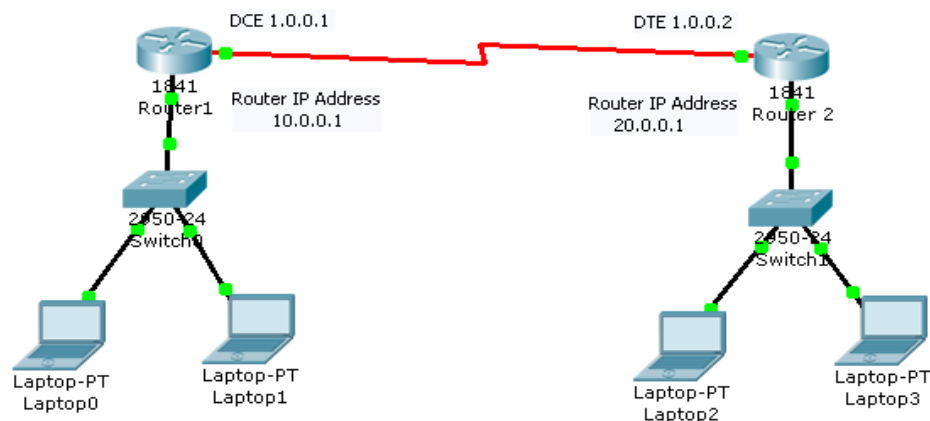 DCE 1.0.0.1
DTE 1.0.0.2
1841
Router1
Router IP Address
10.0.0.1
Router IP Address
20.0.0.1
1841
Router 2
2950-24
Switch0
2950-24
Switch1
Laptop-PT
Laptop0
Laptop-PT
Laptop1
Laptop-PT
Laptop2
Laptop-PT
Laptop3